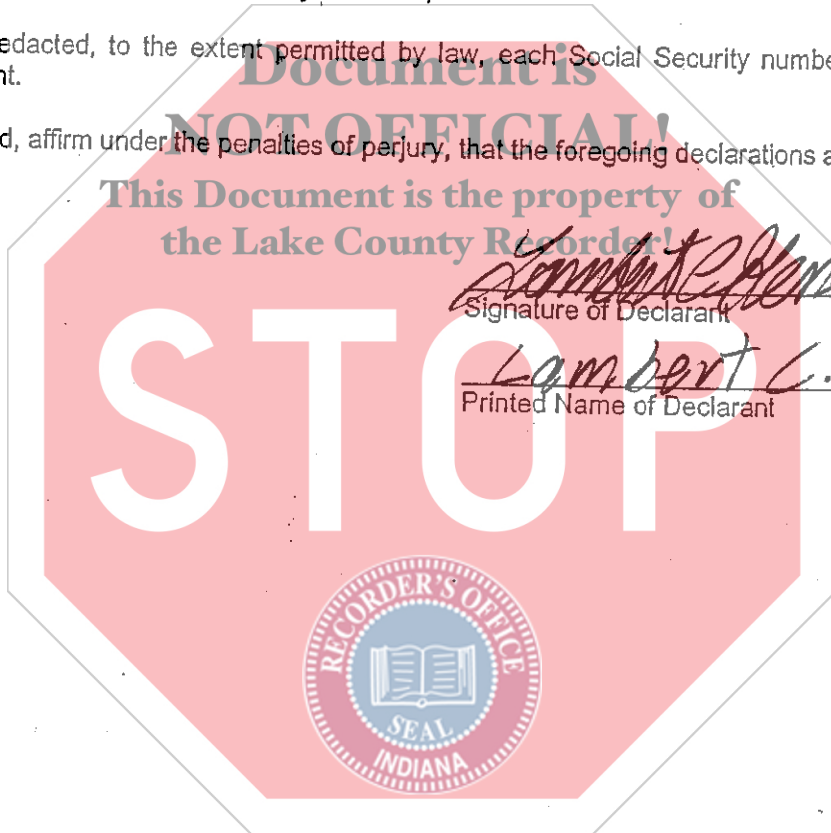 edacted, to the extent permitted by law, each Social Security numbe
nt.
Document is
NOT OFFICIAL!
d, affirm under the penalties of perjury, that the foregoing declarations a
This Document is the property of
the Lake County Recorder!
Lambert C.
Signature of Declarant
Lambert C.
Printed Name of Declarant
STOP
RECORDER'S OFFICE
SEAL
INDIANA